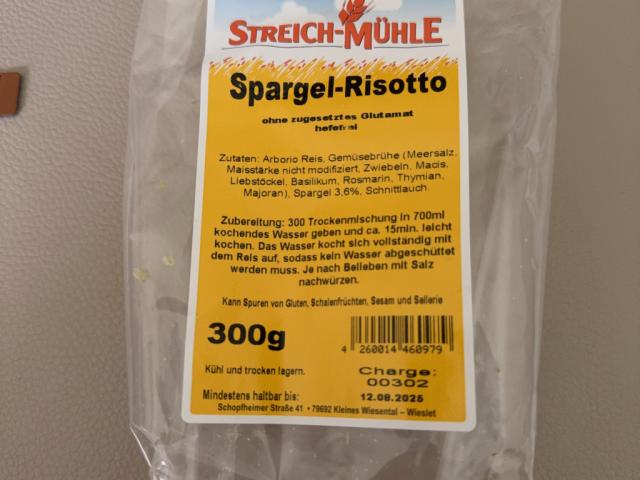 STREICH-MÜHLE
Spargel-Risotto
ohne zugesetztes Glutamat
hefefrei
Zutaten: Arborio Reis, Gemüsebrühe (Meersalz,
Maisstärke nicht modifiziert, Zwiebeln, Macis,
Liebstöckel, Basilikum, Rosmarin, Thymian,
Majoran), Spargel 3,6%, Schnittlauch.
Zubereitung: 300 Trockenmischung in 700ml
kochendes Wasser geben und ca. 15min. leicht
kochen. Das Wasser kocht sich vollständig mit
dem Reis auf, sodass kein Wasser abgeschüttet
werden muss. Je nach Belieben mit Salz
nachwürzen.
Kann Spuren von Gluten, Schalenfrüchten, Sesam und Sellerie
300g
4 260014 460979
Kühl und trocken lagern.
Charge:
00302
Mindestens haltbar bis: 12.08.2025
Schopfheimer Straße 41 • 79692 Kleines Wiesental – Wieslet